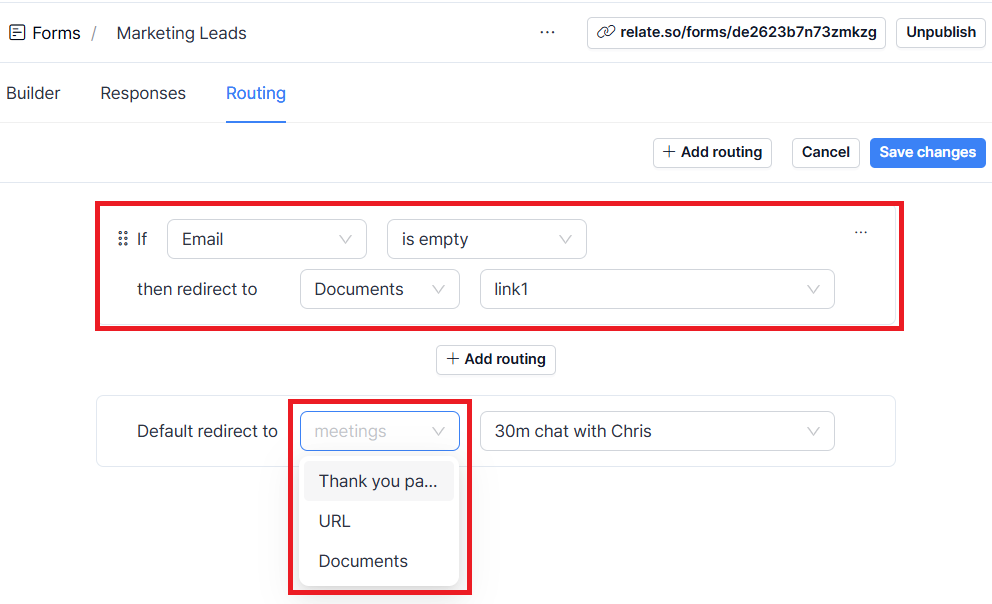 Forms / Marketing Leads ... relate.so/forms/de2623b7n73zmkzg Unpublish
Builder Responses Routing
+ Add routing Cancel Save changes
If Email is empty ...
then redirect to Documents link1
+ Add routing
Default redirect to meetings 30m chat with Chris
Thank you pa...
URL
Documents